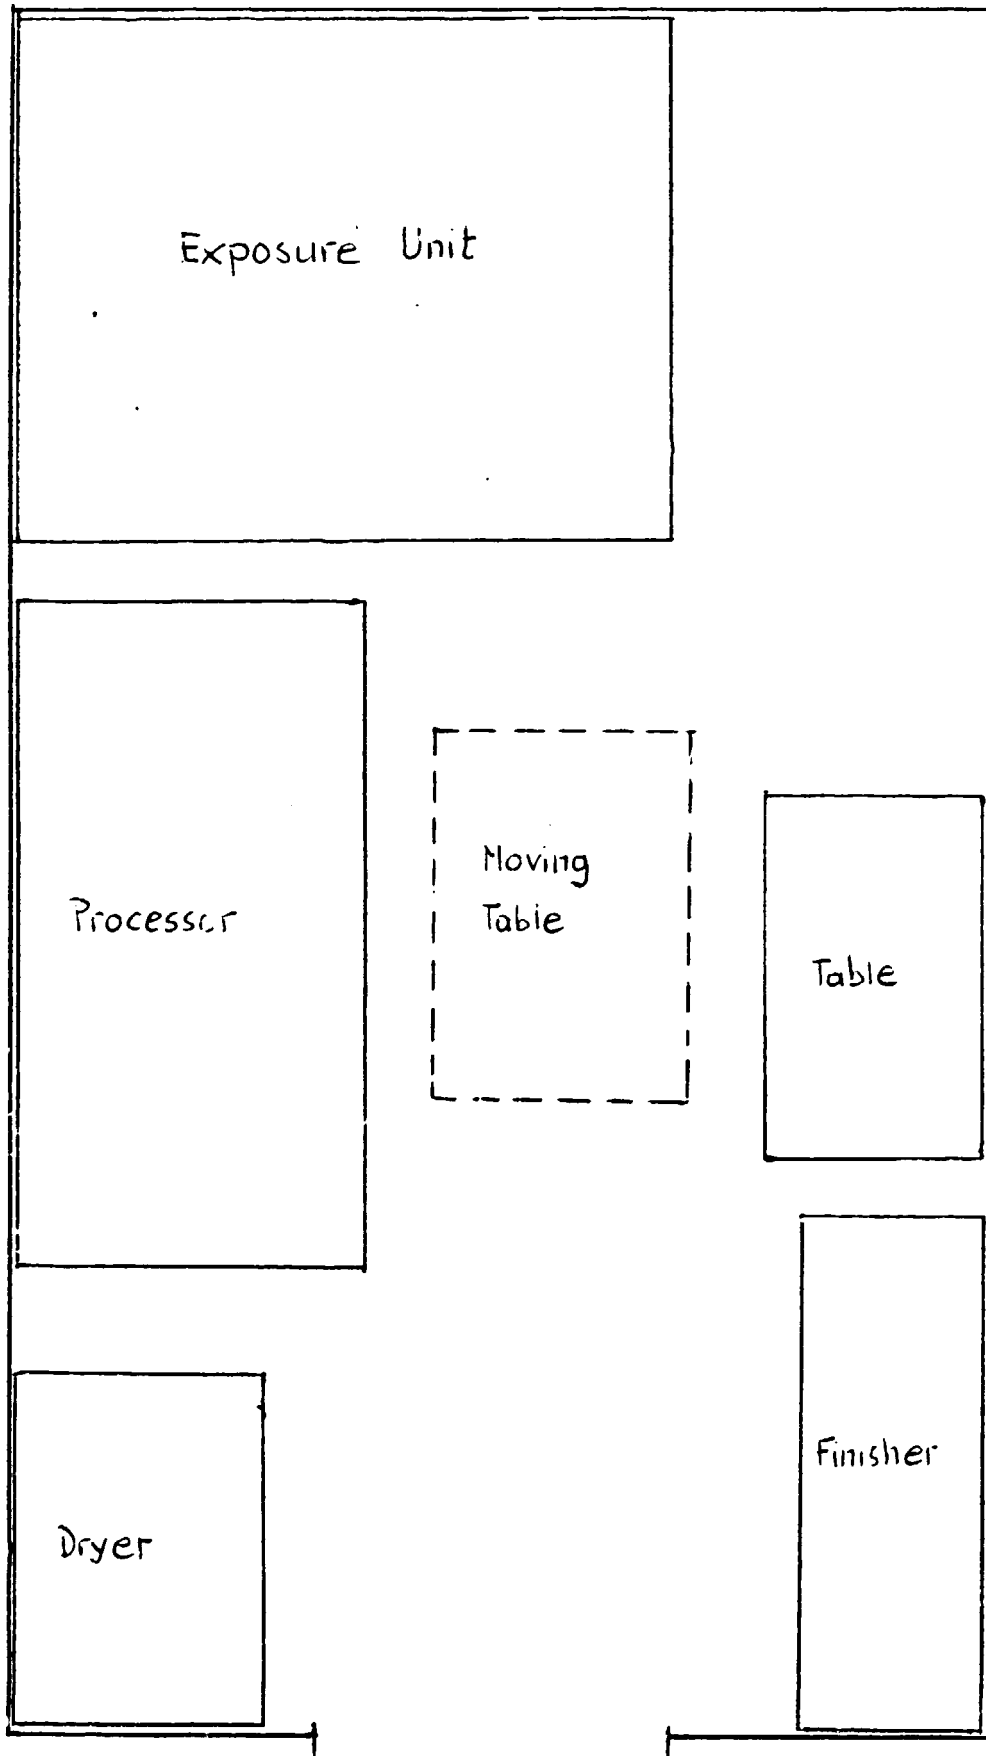 Exposure Unit
Moving
Table
Processor
Table
Finisher
Dryer